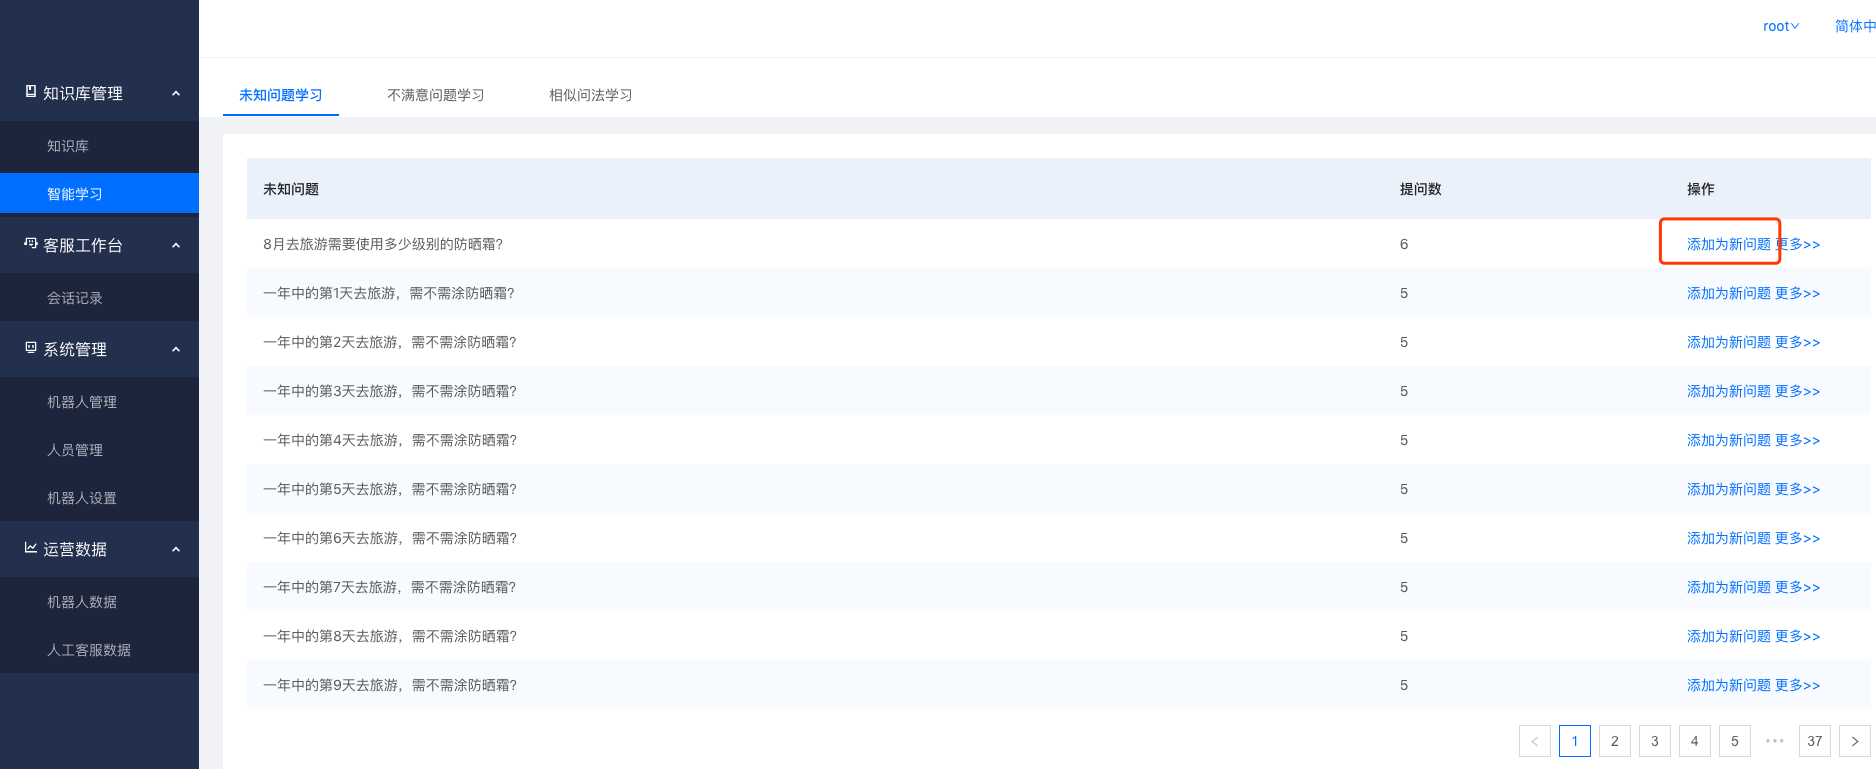 root
简体中
知识库管理
知识库
智能学习
客服工作台
会话记录
系统管理
机器人管理
人员管理
机器人设置
运营数据
机器人数据
人工客服数据
未知问题学习 不满意问题学习 相似问法学习
未知问题 提问数 操作
8月去旅游需要使用多少级别的防晒霜? 6 添加为新问题 更多>>
一年中的第1天去旅游，需不需涂防晒霜? 5 添加为新问题 更多>>
一年中的第2天去旅游，需不需涂防晒霜? 5 添加为新问题 更多>>
一年中的第3天去旅游，需不需涂防晒霜? 5 添加为新问题 更多>>
一年中的第4天去旅游，需不需涂防晒霜? 5 添加为新问题 更多>>
一年中的第5天去旅游，需不需涂防晒霜? 5 添加为新问题 更多>>
一年中的第6天去旅游，需不需涂防晒霜? 5 添加为新问题 更多>>
一年中的第7天去旅游，需不需涂防晒霜? 5 添加为新问题 更多>>
一年中的第8天去旅游，需不需涂防晒霜? 5 添加为新问题 更多>>
一年中的第9天去旅游，需不需涂防晒霜? 5 添加为新问题 更多>>
< 1 2 3 4 5 ••• 37 >